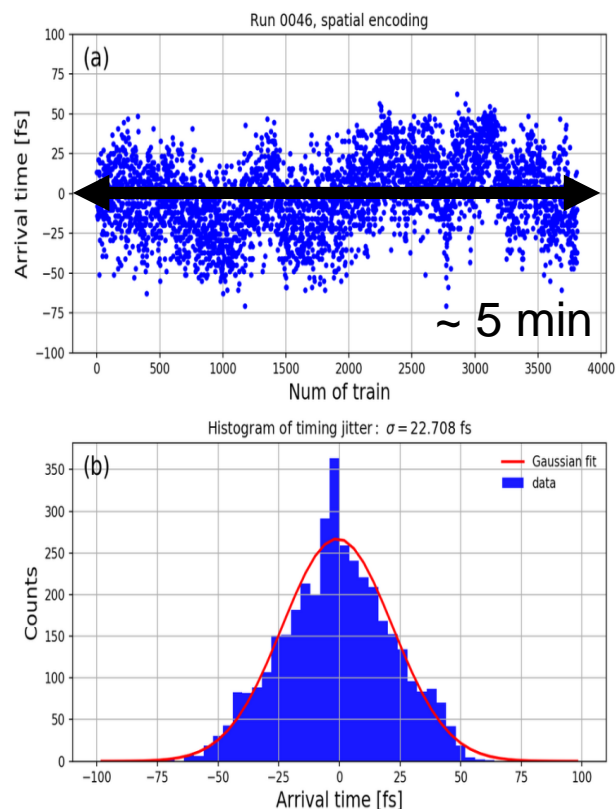 Run 0046, spatial encoding
(a)
Arrival time [fs]
100
75
50
25
0
−25
−50
−75
−100
~ 5 min
0 500 1000 1500 2000 2500 3000 3500 4000
Num of train
Histogram of timing jitter: σ = 22.708 fs
(b)
Gaussian fit
data
Counts
350
300
250
200
150
100
50
0
−100 −75 −50 −25 0 25 50 75 100
Arrival time [fs]